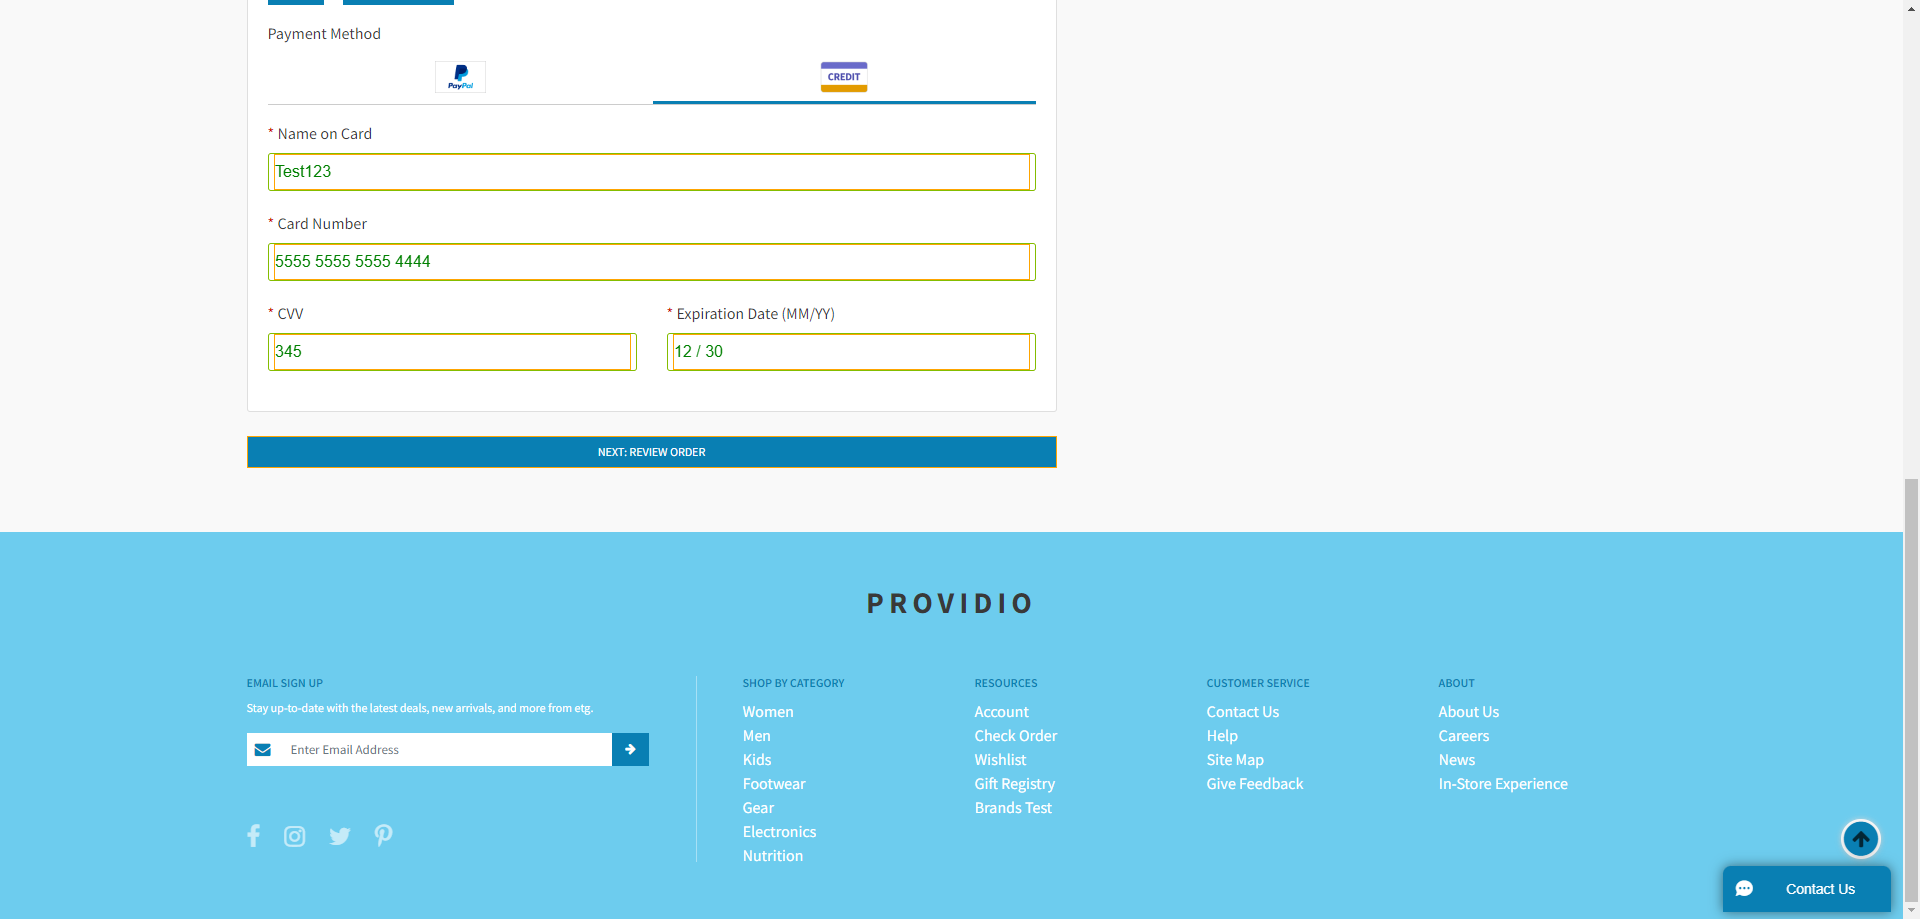 Payment Method
PayPal
CREDIT
* Name on Card
Test123
* Card Number
5555 5555 5555 4444
* CVV
* Expiration Date (MM/YY)
345
12 / 30
NEXT: REVIEW ORDER
PROVIDIO
EMAIL SIGN UP
Stay up-to-date with the latest deals, new arrivals, and more from etg.
Enter Email Address
SHOP BY CATEGORY
Women
Men
Kids
Footwear
Gear
Electronics
Nutrition
RESOURCES
Account
Check Order
Wishlist
Gift Registry
Brands Test
CUSTOMER SERVICE
Contact Us
Help
Site Map
Give Feedback
ABOUT
About Us
Careers
News
In-Store Experience
Contact Us